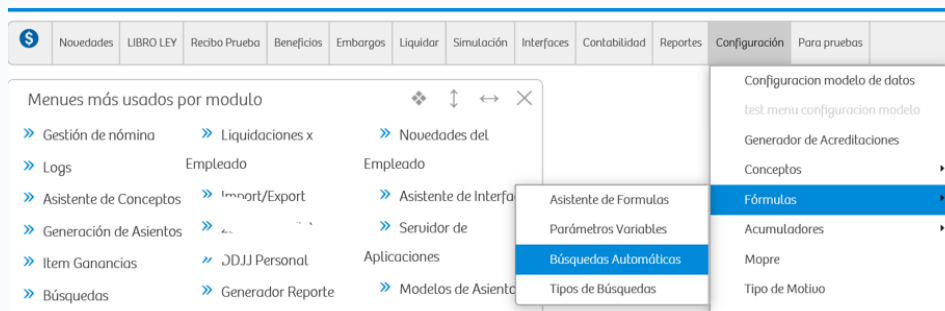 Novedades LIBRO LEY Recibo Prueba Beneficios Embargos Liquidar Simulación Interfaces Contabilidad Reportes Configuración Para pruebas
Menues más usados por modulo
Gestión de nómina
Logs
Asistente de Conceptos
Generación de Asientos
Item Ganancias
Búsquedas
Liquidaciones x
Empleado
Import/Export
DDJJ Personal
Generador Reporte
Novedades del
Empleado
Asistente de Interfa
Servidor de
Aplicaciones
Modelos de Asiento
Asistente de Formulas
Parámetros Variables
Búsquedas Automáticas
Tipos de Búsquedas
Configuracion modelo de datos
test menu configuracion modelo
Generador de Acreditaciones
Conceptos
Fórmulas
Acumuladores
Mopre
Tipo de Motivo